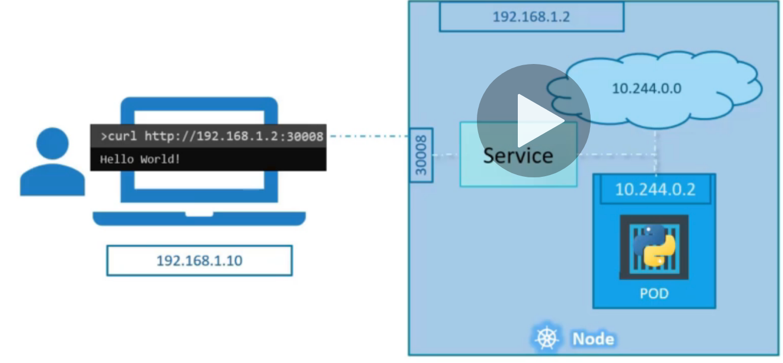 >curl http://192.168.1.2:30008
Hello World!
192.168.1.10
192.168.1.2
10.244.0.0
30008
Service
10.244.0.2
POD
Node